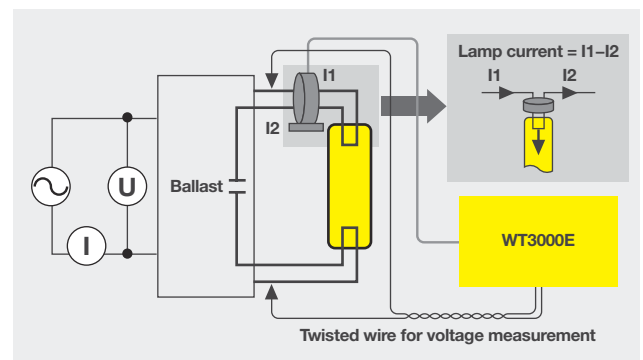 Lamp current = I1–I2
I1
I2
I1
I2
Ballast
U
I
WT3000E
Twisted wire for voltage measurement